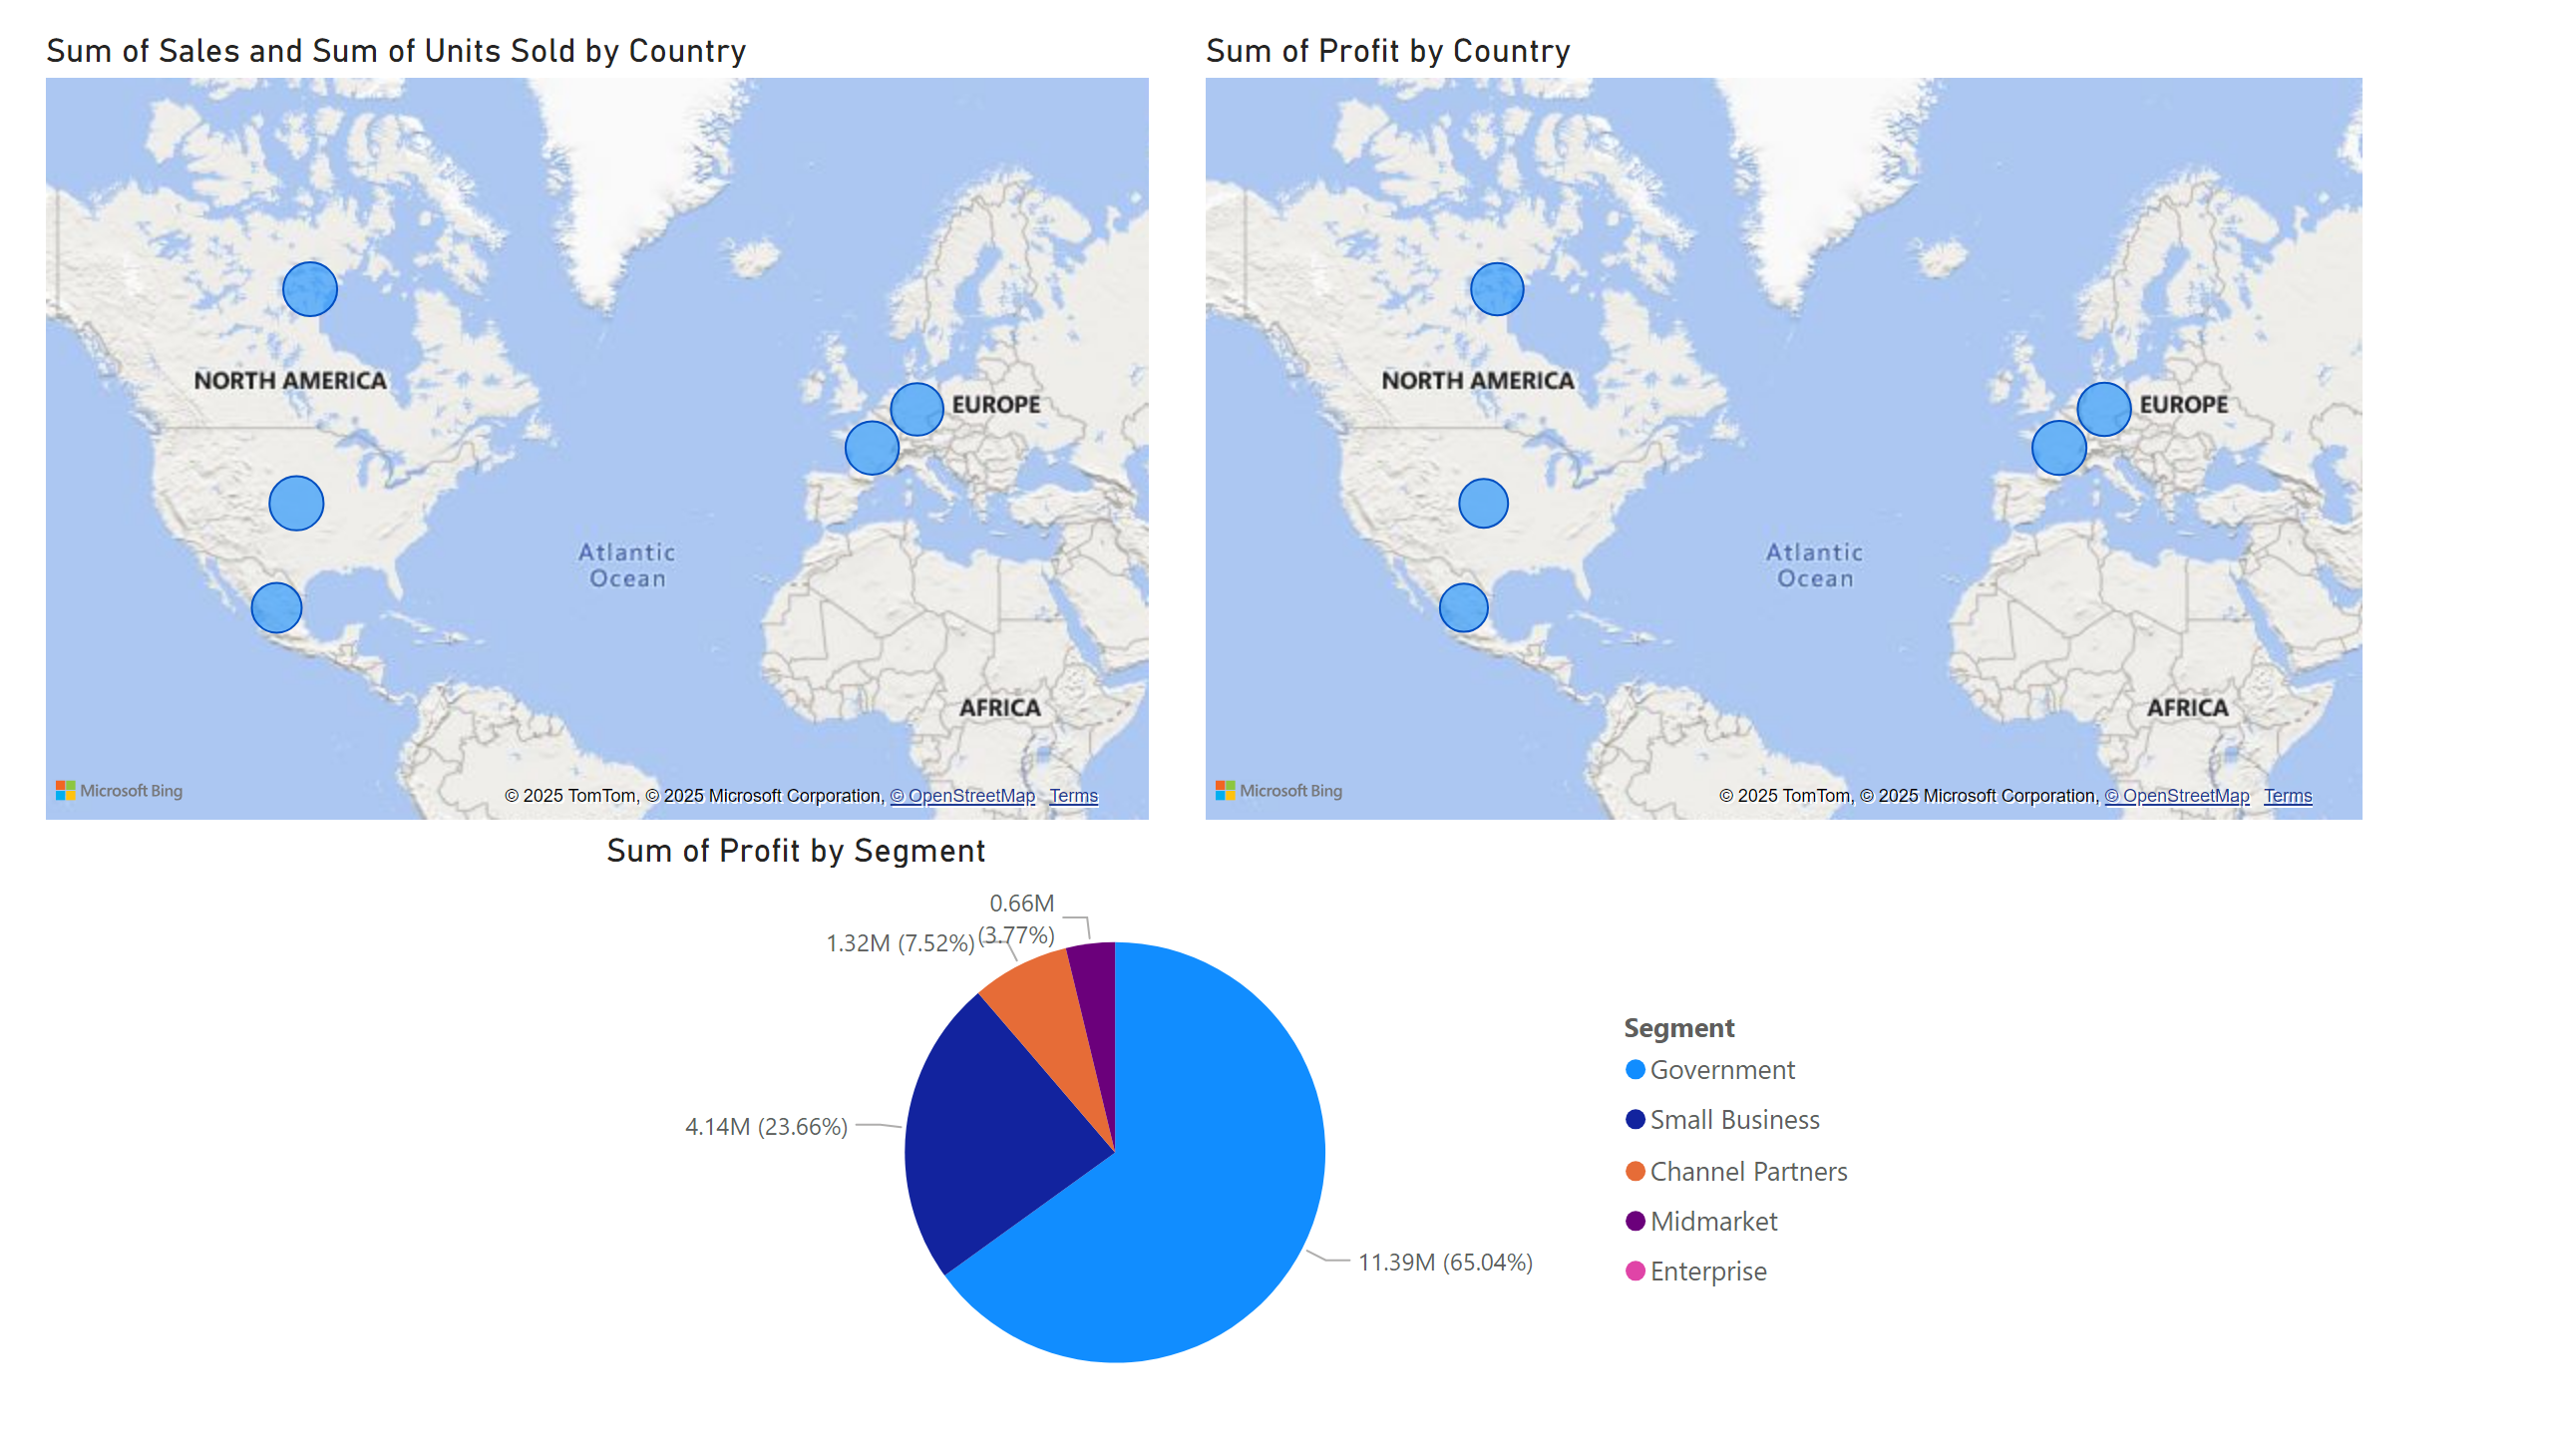 Sum of Sales and Sum of Units Sold by Country
NORTH AMERICA
EUROPE
Atlantic
Ocean
AFRICA
Microsoft Bing
© 2025 TomTom, © 2025 Microsoft Corporation, © OpenStreetMap Terms
Sum of Profit by Country
NORTH AMERICA
EUROPE
Atlantic
Ocean
AFRICA
Microsoft Bing
© 2025 TomTom, © 2025 Microsoft Corporation, © OpenStreetMap Terms
Sum of Profit by Segment
0.66M
(3.77%)
1.32M (7.52%)
4.14M (23.66%)
11.39M (65.04%)
Segment
Government
Small Business
Channel Partners
Midmarket
Enterprise